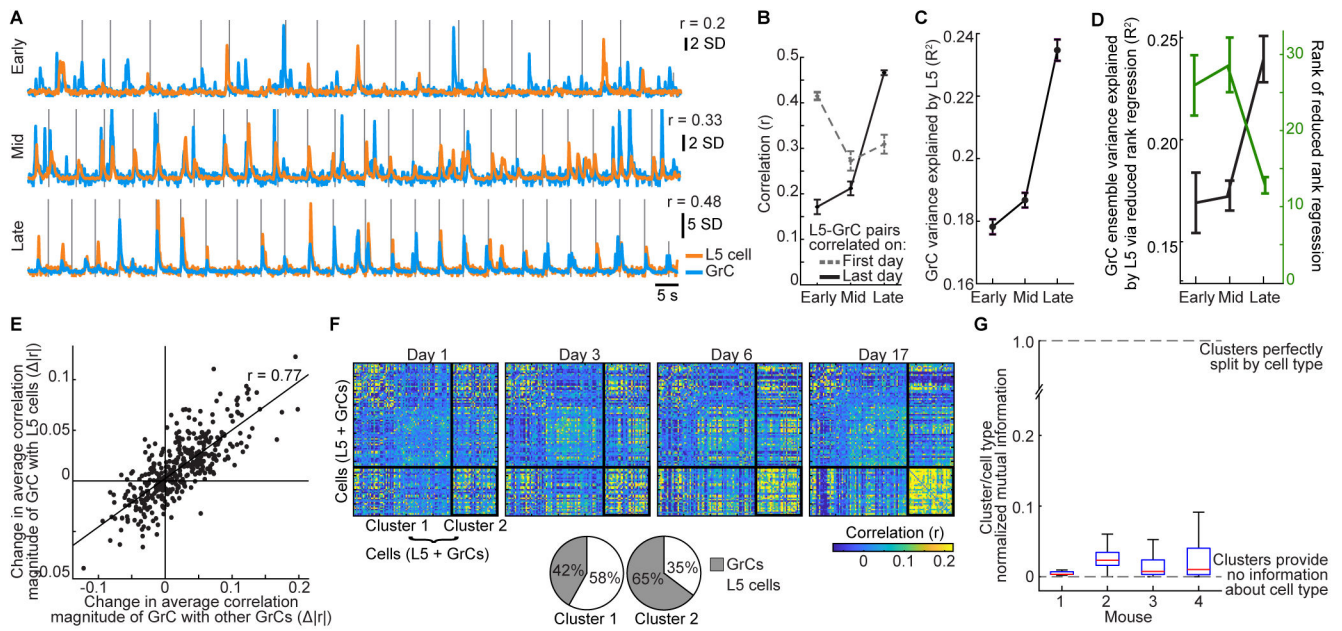 A
Early
r = 0.2
2 SD
Mid
r = 0.33
2 SD
Late
r = 0.48
5 SD
L5 cell
GrC
5 s
B
Correlation (r)
0.5
0.4
0.3
0.2
0.1
0
L5-GrC pairs
correlated on:
First day
Last day
Early Mid Late
C
GrC variance explained by L5 (R²)
0.24
0.22
0.2
0.18
0.16
Early Mid Late
D
GrC ensemble variance explained
by L5 via reduced rank regression (R²)
0.25
0.20
0.15
30
20
10
0
Rank of reduced rank regression
Early Mid Late
E
Change in average correlation
magnitude of GrC with L5 cells (Δ|r|)
0.1
0.05
0
0.05
r = 0.77
-0.1 0 0.1 0.2
Change in average correlation
magnitude of GrC with other GrCs (Δ|r|)
F
Day 1 Day 3 Day 6 Day 17
Cells (L5 + GrCs)
Cluster 1 Cluster 2
Cells (L5 + GrCs)
Correlation (r)
0 0.1 0.2
42% 58%
65% 35%
GrCs
L5 cells
Cluster 1 Cluster 2
G
Cluster/cell type
normalized mutual information
1.0
0.2
0.1
0
Clusters perfectly
split by cell type
Clusters provide
no information
about cell type
1 2 3 4
Mouse